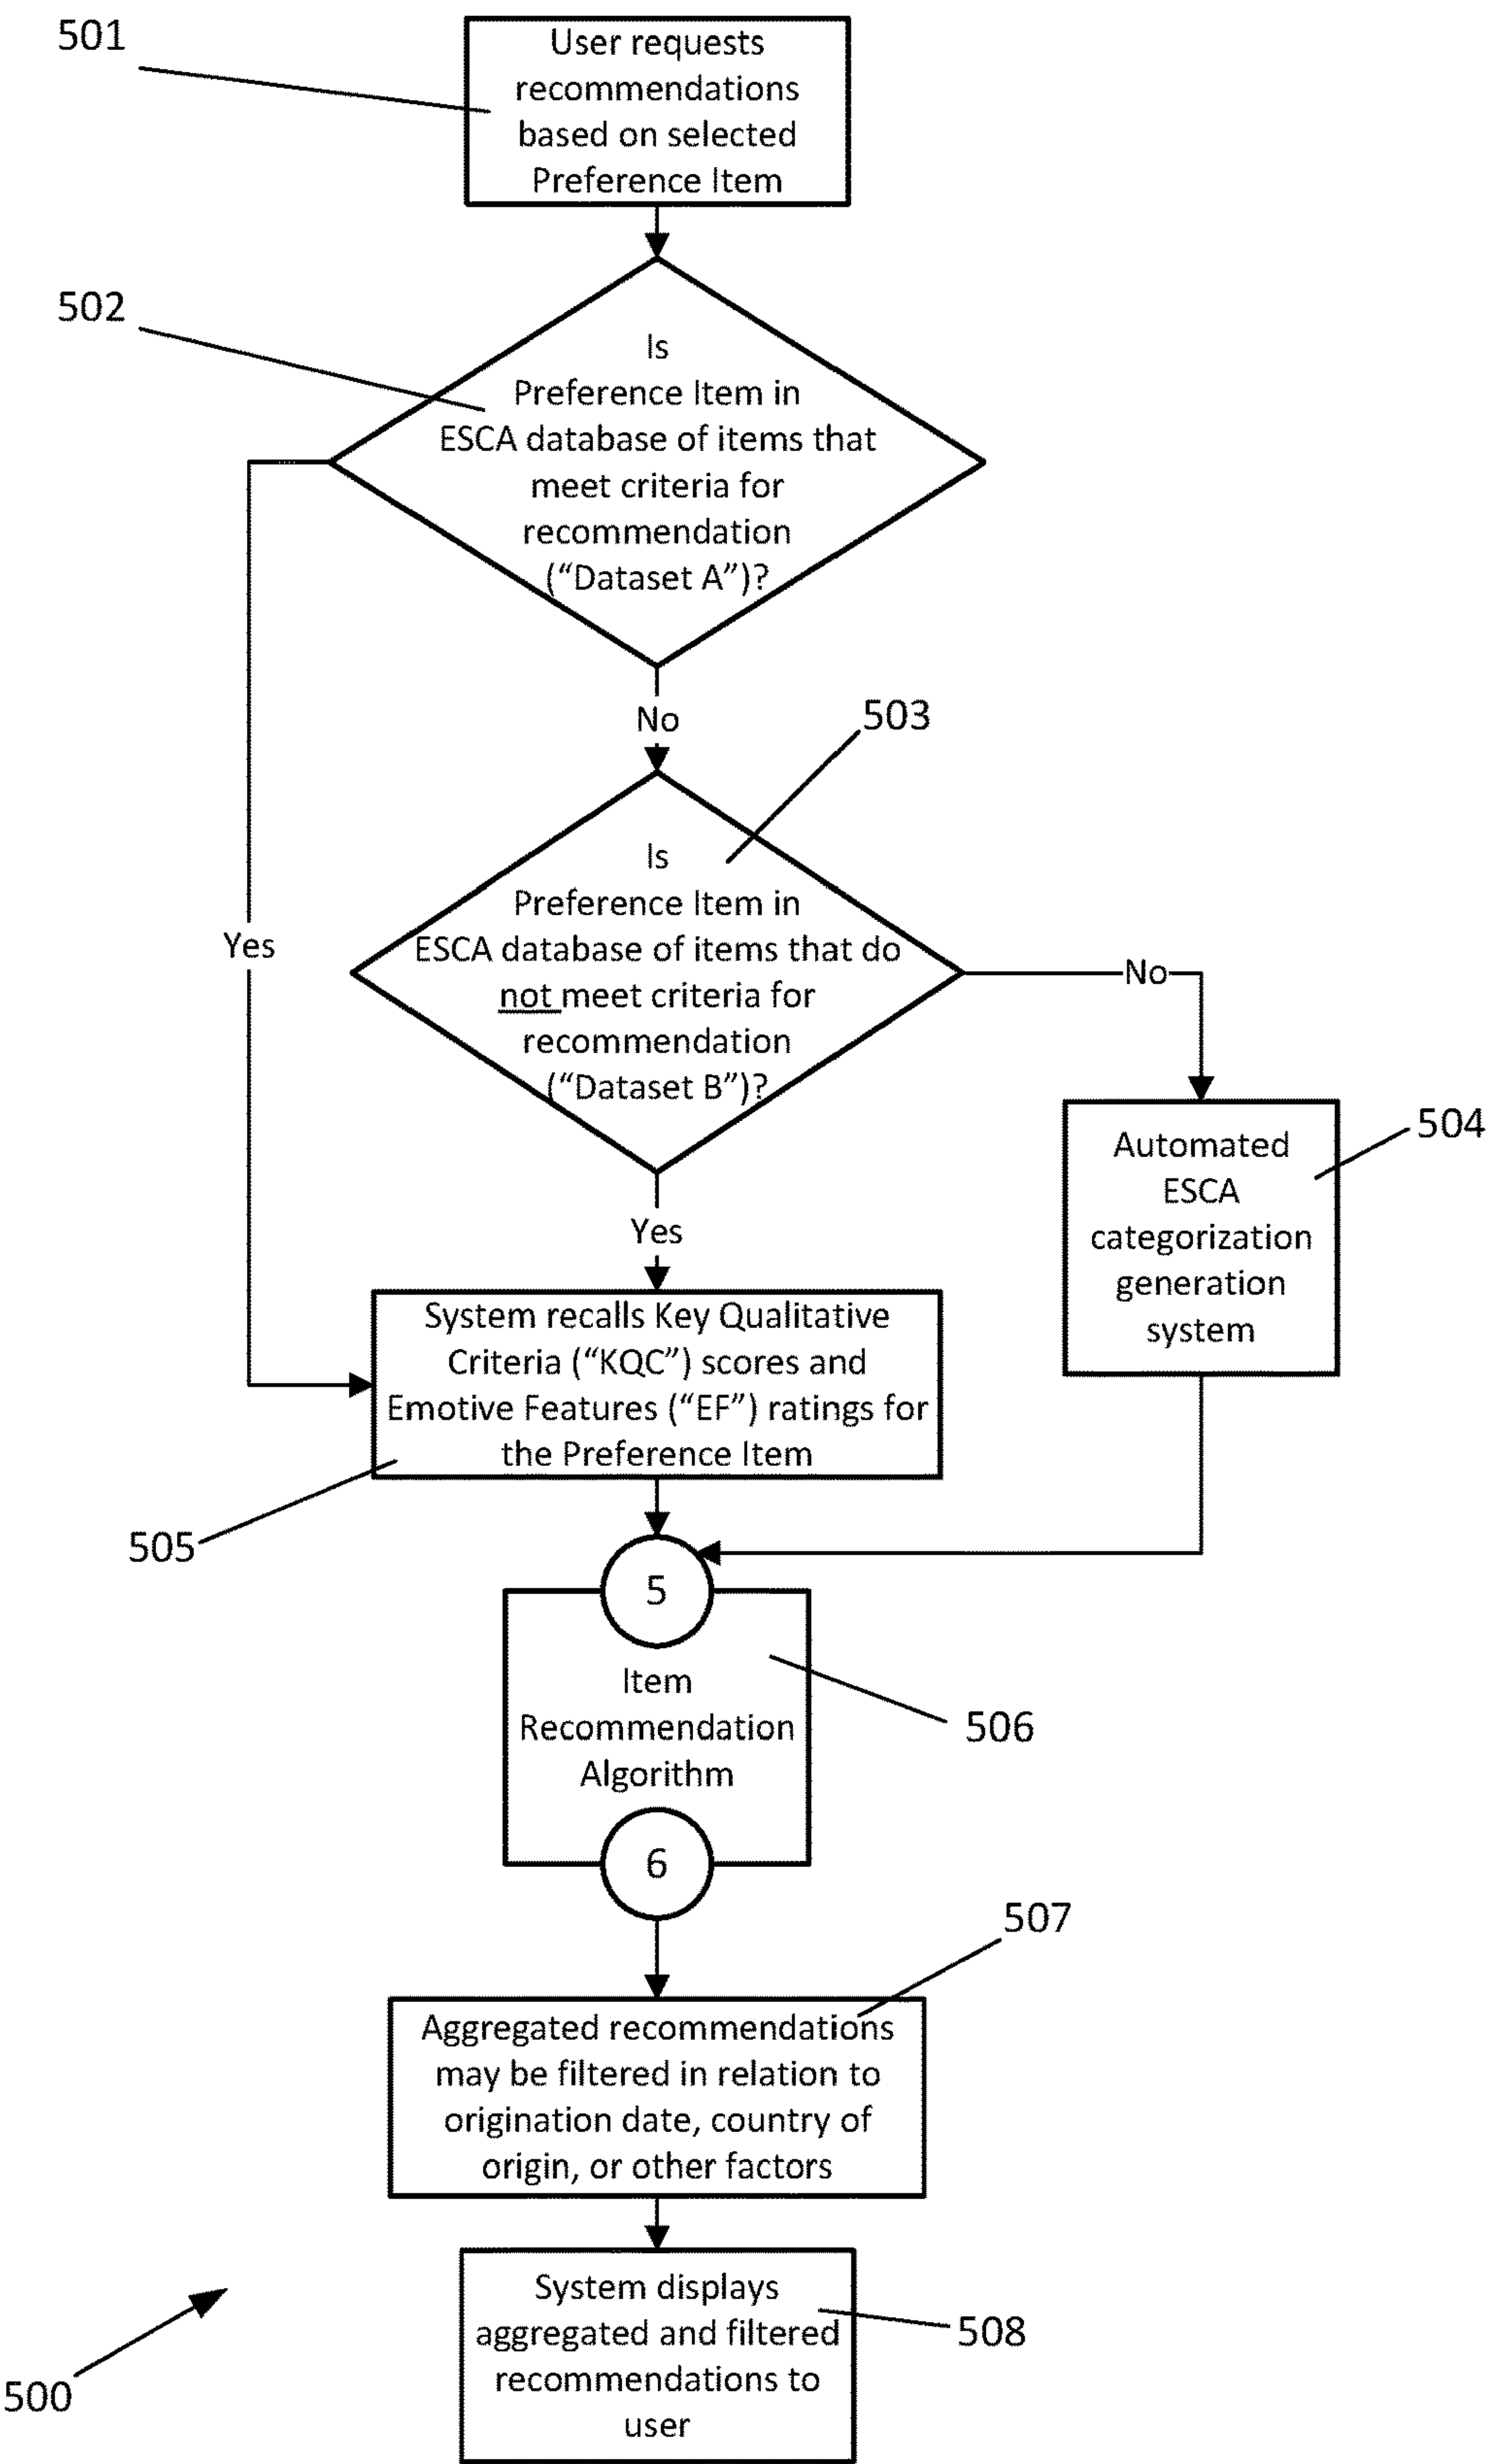 501
User requests
recommendations
based on selected
Preference Item
502
Is
Preference Item in
ESCA database of items that
meet criteria for
recommendation
(“Dataset A”)?
No
503
Yes
Is
Preference Item in
ESCA database of items that do
not meet criteria for
recommendation
(“Dataset B”)?
No
504
Automated
ESCA
categorization
generation
system
Yes
System recalls Key Qualitative
Criteria (“KQC”) scores and
Emotive Features (“EF”) ratings for
the Preference Item
505
5
Item
Recommendation
Algorithm
506
6
507
Aggregated recommendations
may be filtered in relation to
origination date, country of
origin, or other factors
System displays
aggregated and filtered
recommendations to
user
508
500